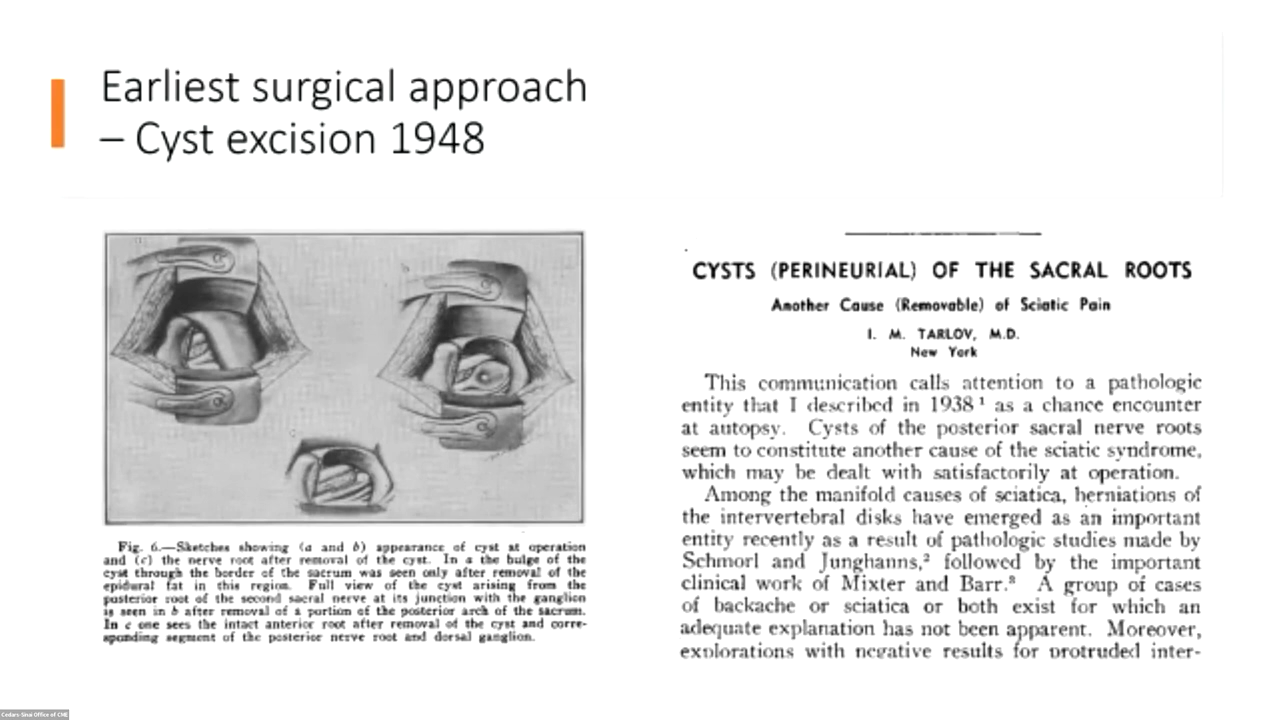 Earliest surgical approach
– Cyst excision 1948
Fig. 6.—Sketches showing (a and b) appearance of cyst at operation
and (c) the nerve root after removal of the cyst. In a the bulge of the
cyst through the border of the sacrum was seen only after removal of the
epidural fat in this region. Full view of the cyst arising from the
posterior root of the second sacral nerve at its junction with the ganglion
is seen in b after removal of a portion of the posterior arch of the sacrum.
In c one sees the intact anterior root after removal of the cyst and corre-
sponding segment of the posterior nerve root and dorsal ganglion.
CYSTS (PERINEURIAL) OF THE SACRAL ROOTS
Another Cause (Removable) of Sciatic Pain
I. M. TARLOV, M.D.
New York
This communication calls attention to a pathologic
entity that I described in 1938 ¹ as a chance encounter
at autopsy. Cysts of the posterior sacral nerve roots
seem to constitute another cause of the sciatic syndrome,
which may be dealt with satisfactorily at operation.
Among the manifold causes of sciatica, herniations of
the intervertebral disks have emerged as an important
entity recently as a result of pathologic studies made by
Schmorl and Junghanns,² followed by the important
clinical work of Mixter and Barr.³ A group of cases
of backache or sciatica or both exist for which an
adequate explanation has not been apparent. Moreover,
explorations with negative results for protruded inter-
Cedars-Sinai Office of CME